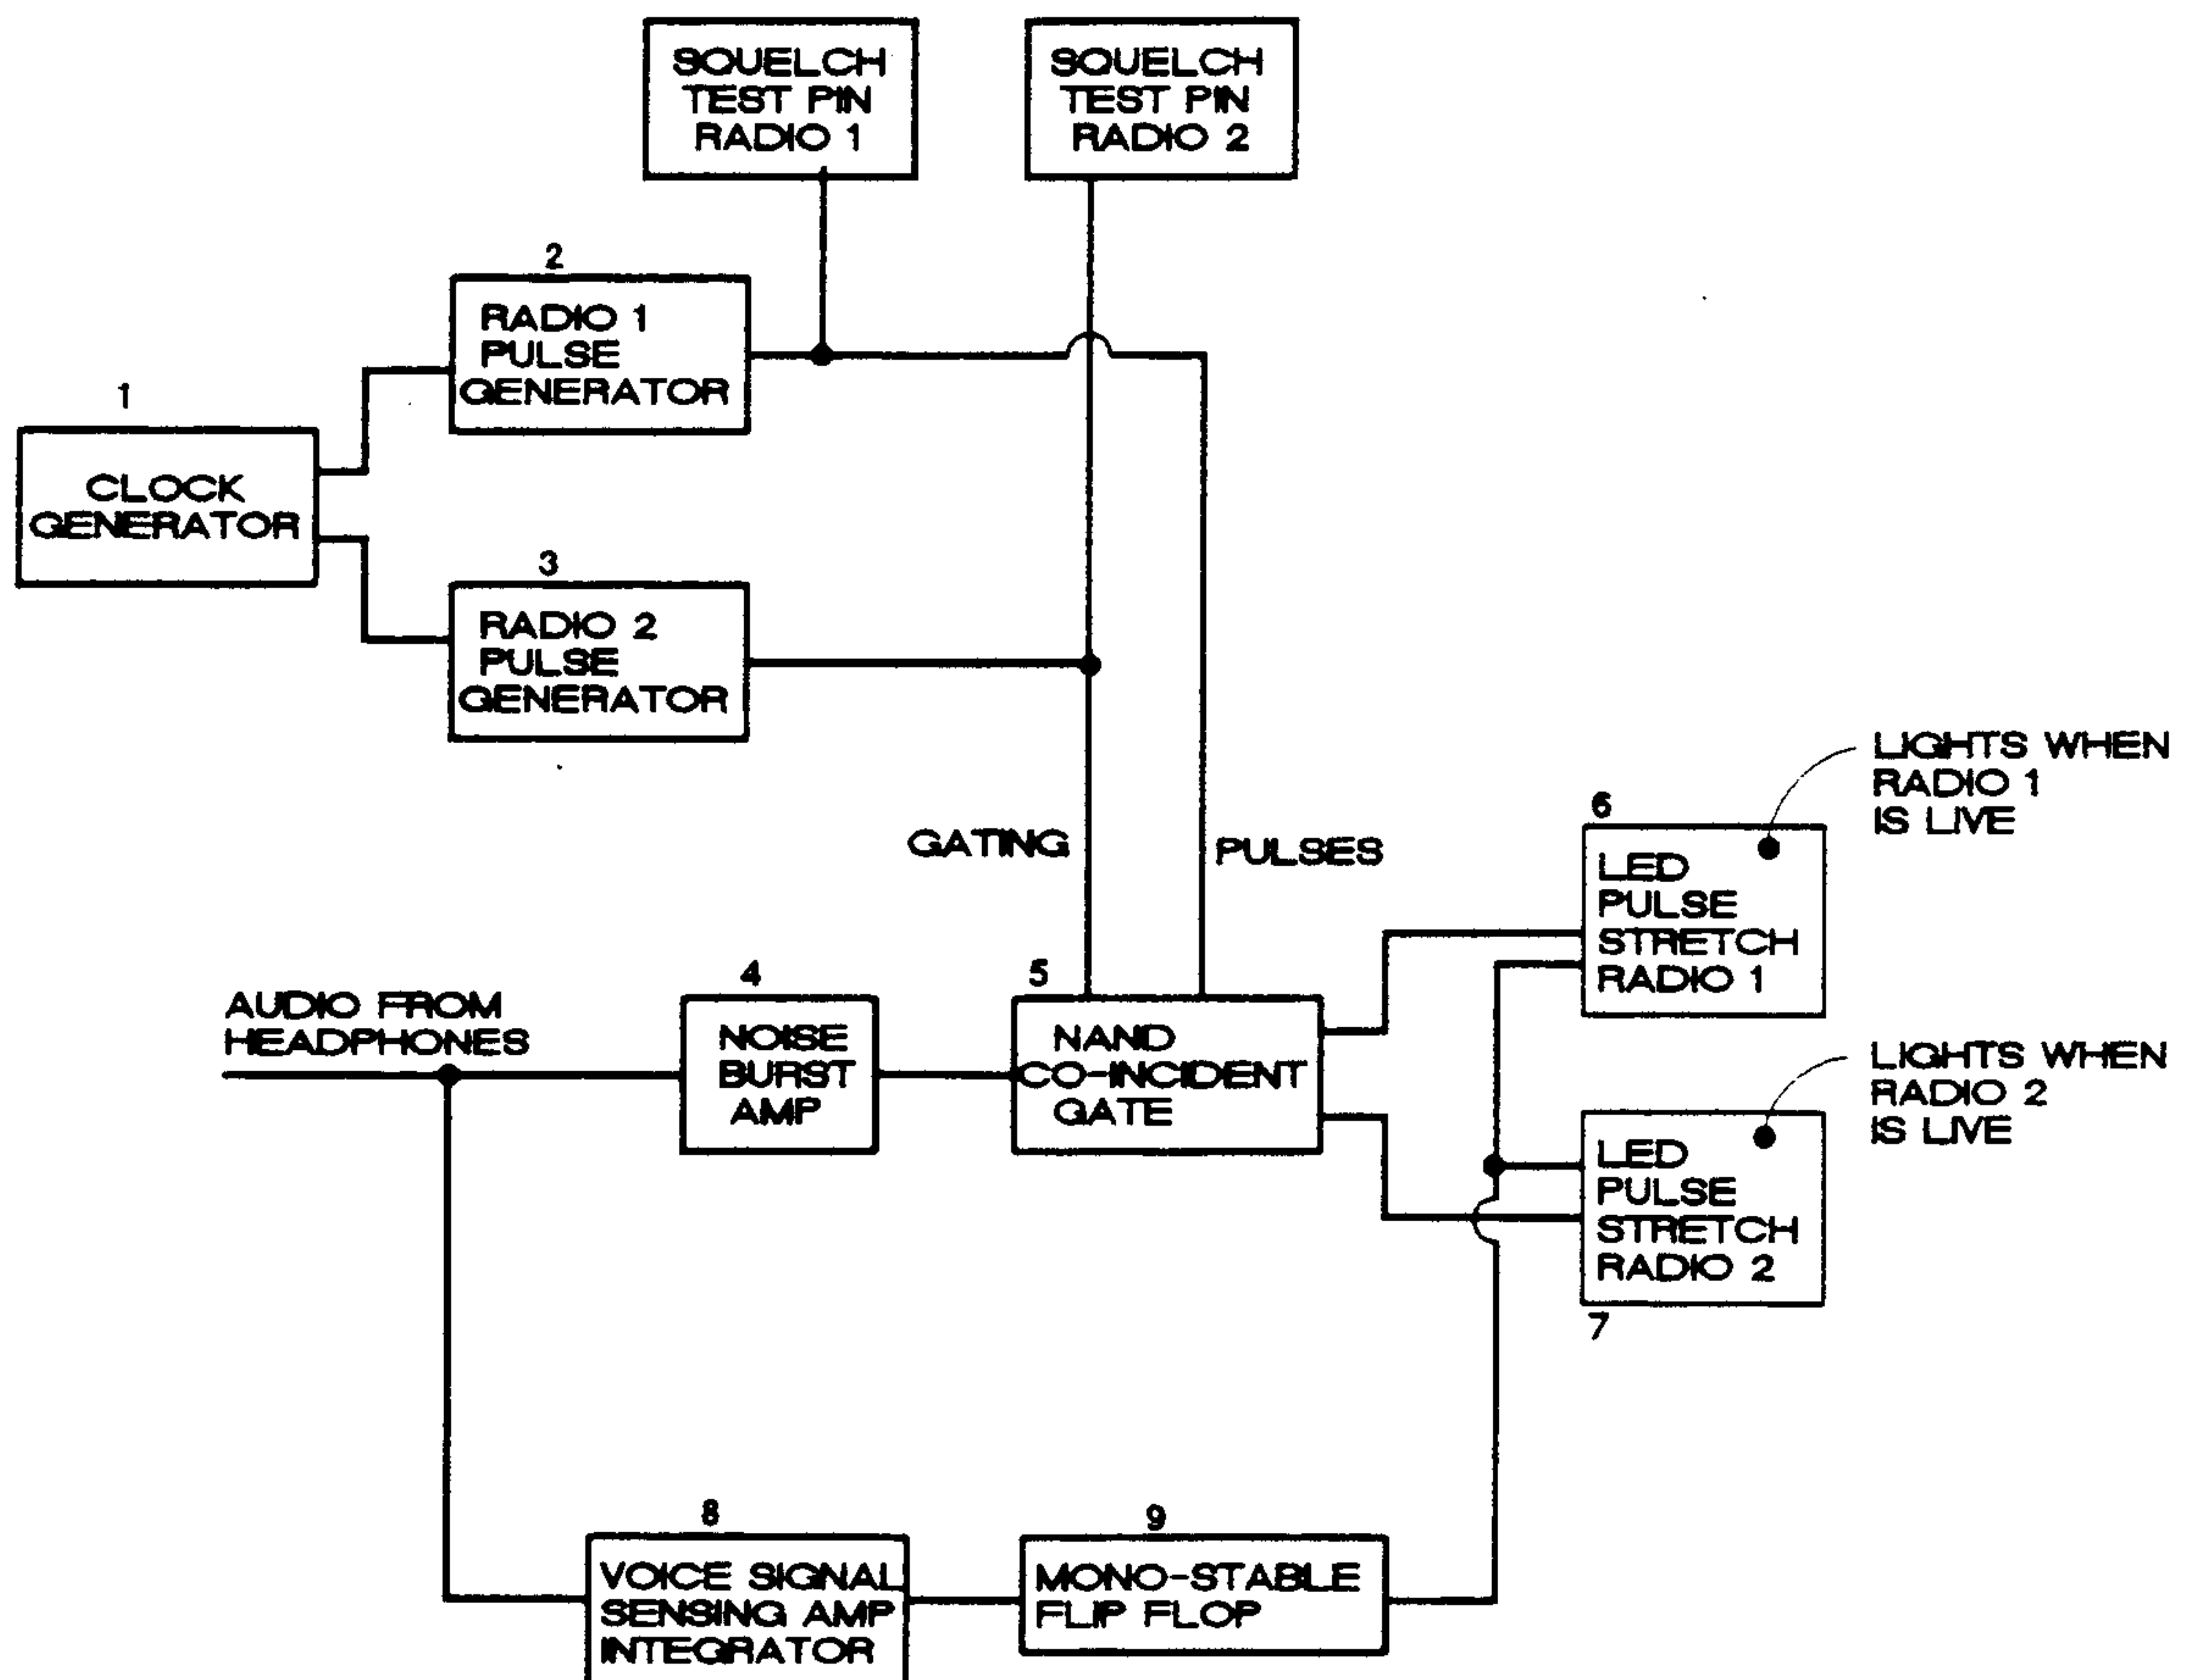 SQUELCH
TEST PIN
RADIO 1
SQUELCH
TEST PIN
RADIO 2
2
RADIO 1
PULSE
GENERATOR
1
CLOCK
GENERATOR
3
RADIO 2
PULSE
GENERATOR
GATING
PULSES
LIGHTS WHEN
RADIO 1
IS LIVE
6
LED
PULSE
STRETCH
RADIO 1
AUDIO FROM
HEADPHONES
4
NOISE
BURST
AMP
5
NAND
CO-INCIDENT
GATE
LIGHTS WHEN
RADIO 2
IS LIVE
LED
PULSE
STRETCH
RADIO 2
7
8
VOICE SIGNAL
SENSING AMP
INTEGRATOR
9
MONO-STABLE
FLIP FLOP